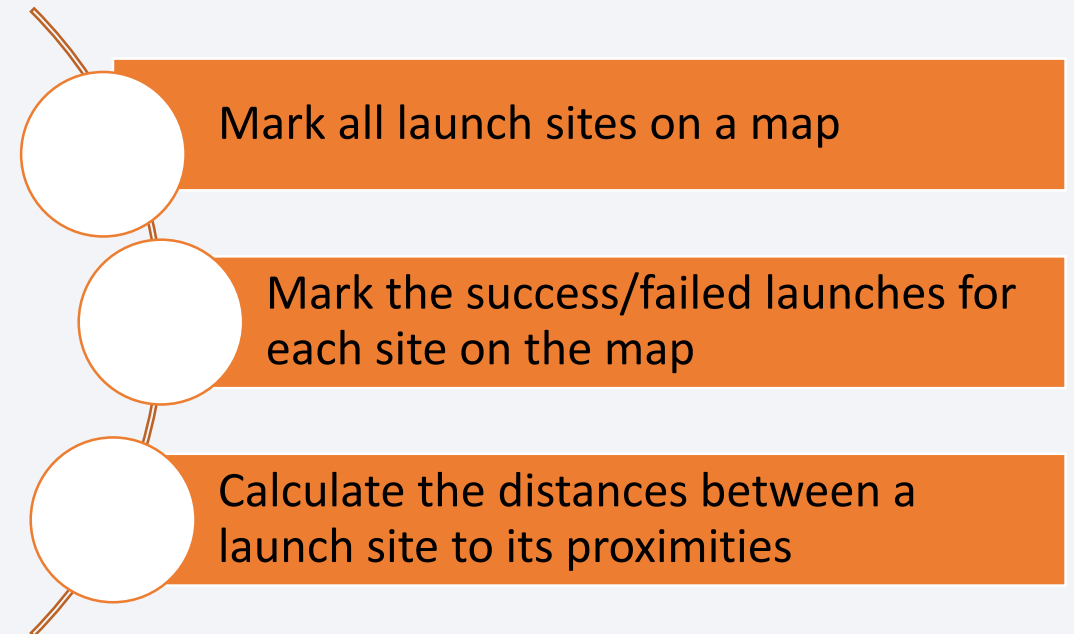 Mark all launch sites on a map
Mark the success/failed launches for
each site on the map
Calculate the distances between a
launch site to its proximities